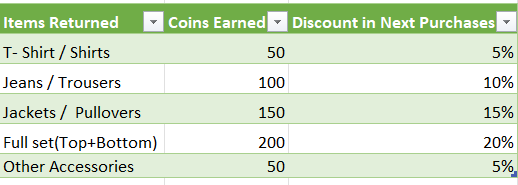 Items Returned Coins Earned Discount in Next Purchases
T- Shirt / Shirts 50 5%
Jeans / Trousers 100 10%
Jackets /  Pullovers 150 15%
Full set(Top+Bottom) 200 20%
Other Accessories 50 5%